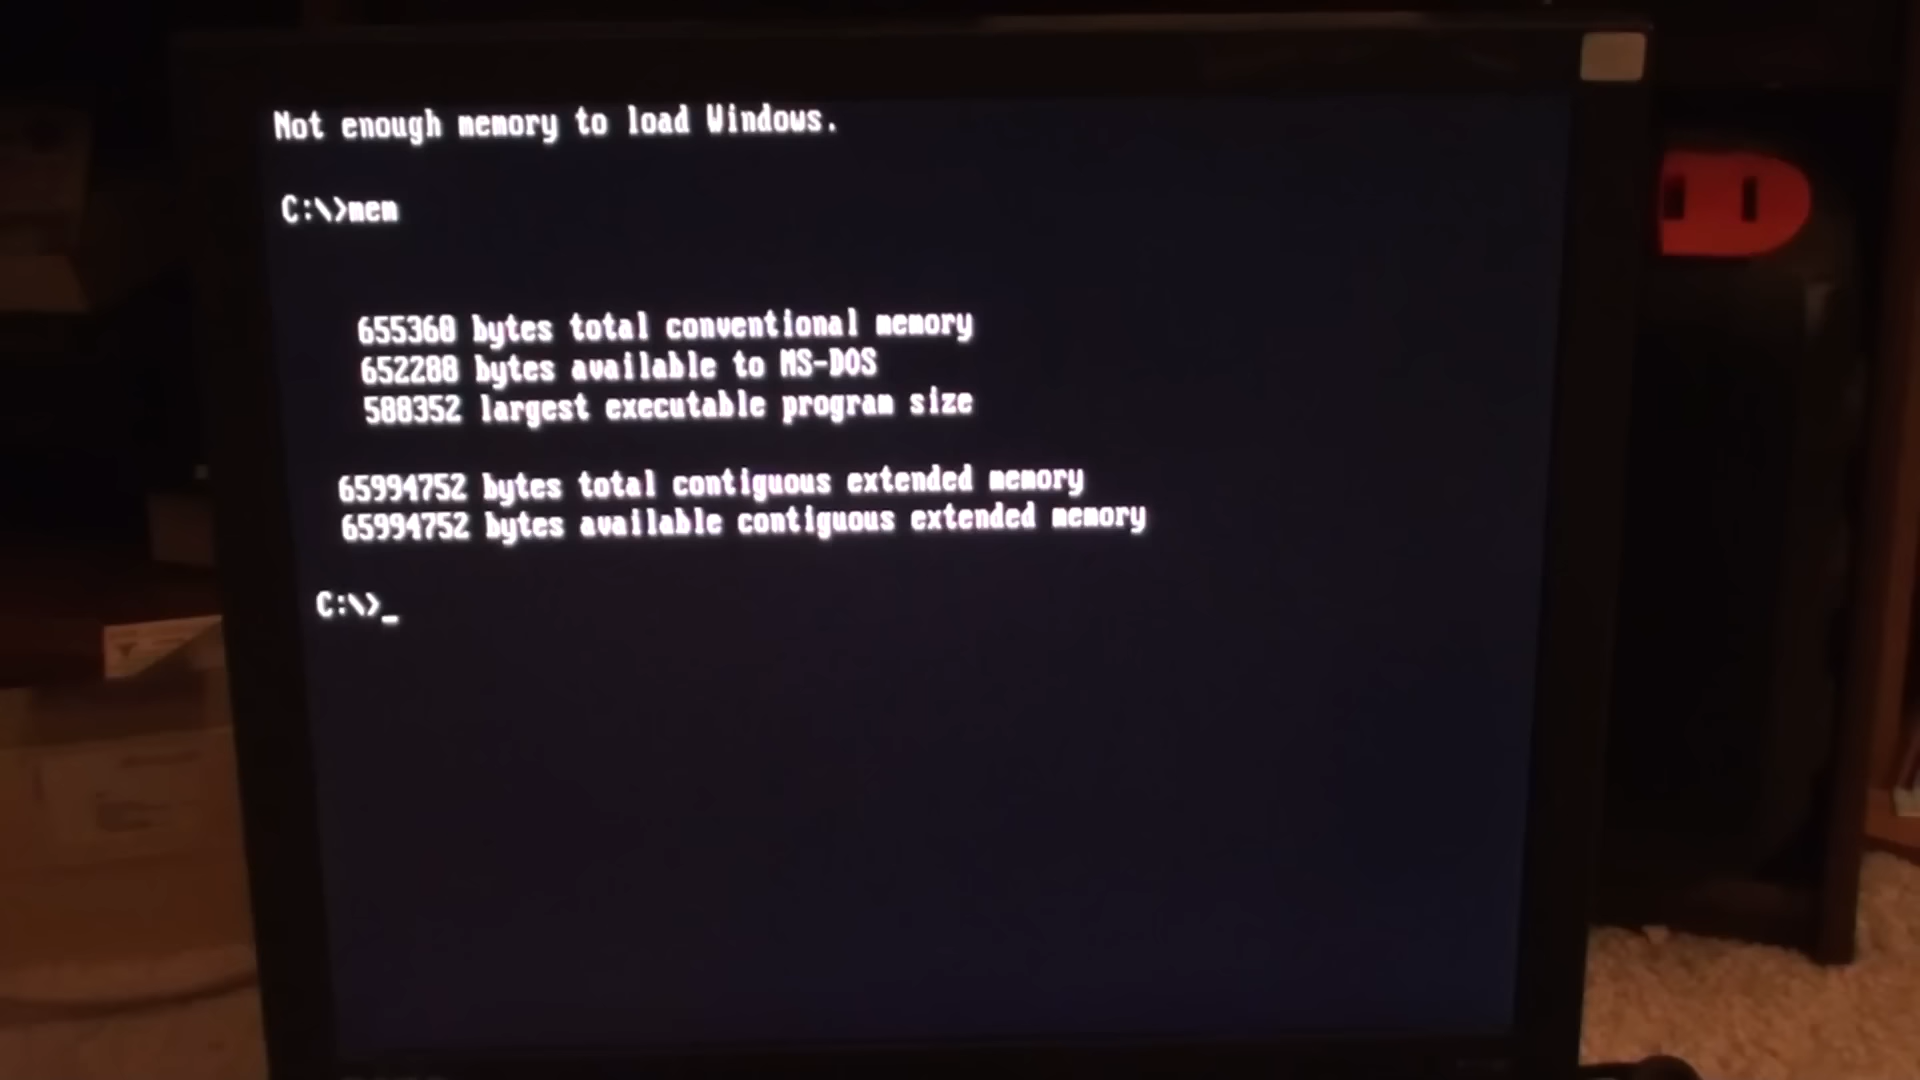 Not enough memory to load Windows.
C:\>mem
655360 bytes total conventional memory
652288 bytes available to MS-DOS
588352 largest executable program size
65994752 bytes total contiguous extended memory
65994752 bytes available contiguous extended memory
C:\>_